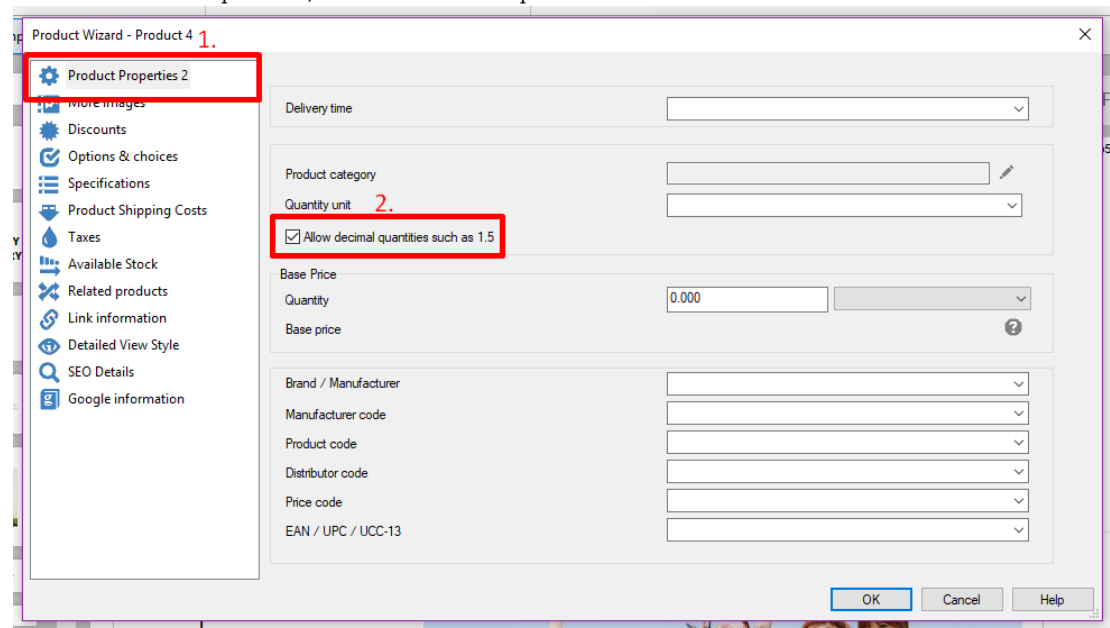 Product Wizard - Product 4
1.
Product Properties 2
More images
Discounts
Options & choices
Specifications
Product Shipping Costs
Taxes
Available Stock
Related products
Link information
Detailed View Style
SEO Details
Google information
Delivery time
Product category
Quantity unit
2.
Allow decimal quantities such as 1.5
Base Price
Quantity
0.000
Base price
Brand / Manufacturer
Manufacturer code
Product code
Distributor code
Price code
EAN / UPC / UCC-13
OK
Cancel
Help